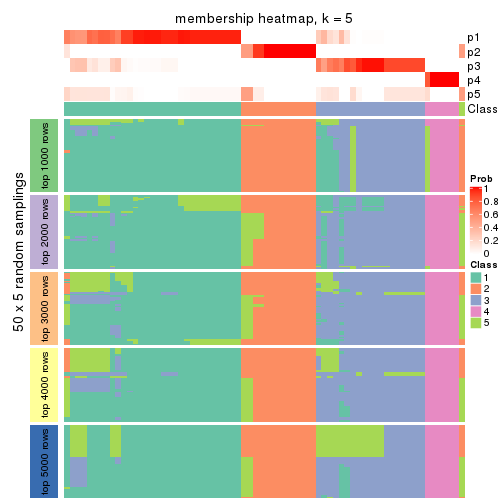 membership heatmap, k = 5
p1
p2
p3
p4
p5
Class
50 x 5 random samplings
top 1000 rows
top 2000 rows
top 3000 rows
top 4000 rows
top 5000 rows
Prob
1
0.8
0.6
0.4
0.2
0
Class
1
2
3
4
5